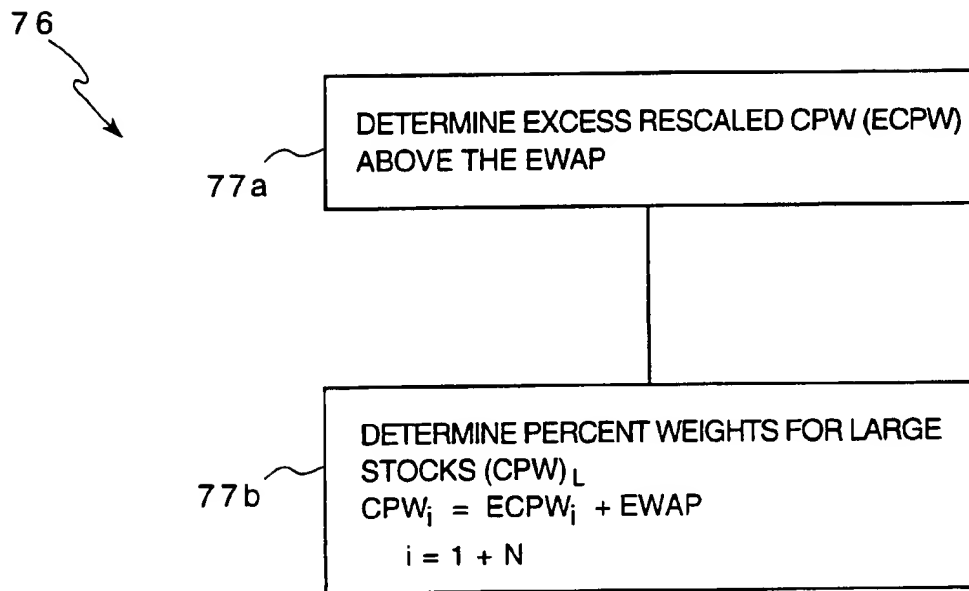 76
DETERMINE EXCESS RESCALED CPW (ECPW)
ABOVE THE EWAP
77a
DETERMINE PERCENT WEIGHTS FOR LARGE
STOCKS (CPW)L
77b
CPWi = ECPWi + EWAP
i = 1 + N